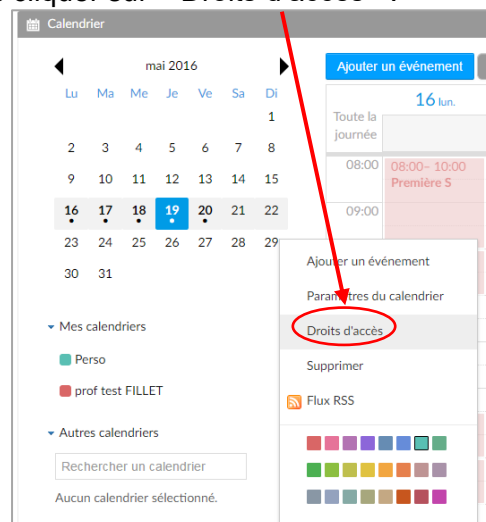 cliquer sur « Droits d'accès » :
Calendrier
mai 2016
Lu Ma Me Je Ve Sa Di
1
2 3 4 5 6 7 8
9 10 11 12 13 14 15
16 17 18 19 20 21 22
23 24 25 26 27 28 29
30 31
Mes calendriers
Perso
prof test FILLET
Autres calendriers
Rechercher un calendrier
Aucun calendrier sélectionné.
Ajouter un événement
16 lun.
Toute la
journée
08:00
08:00– 10:00
Première S
09:00
Ajouter un événement
Paramètres du calendrier
Droits d'accès
Supprimer
Flux RSS